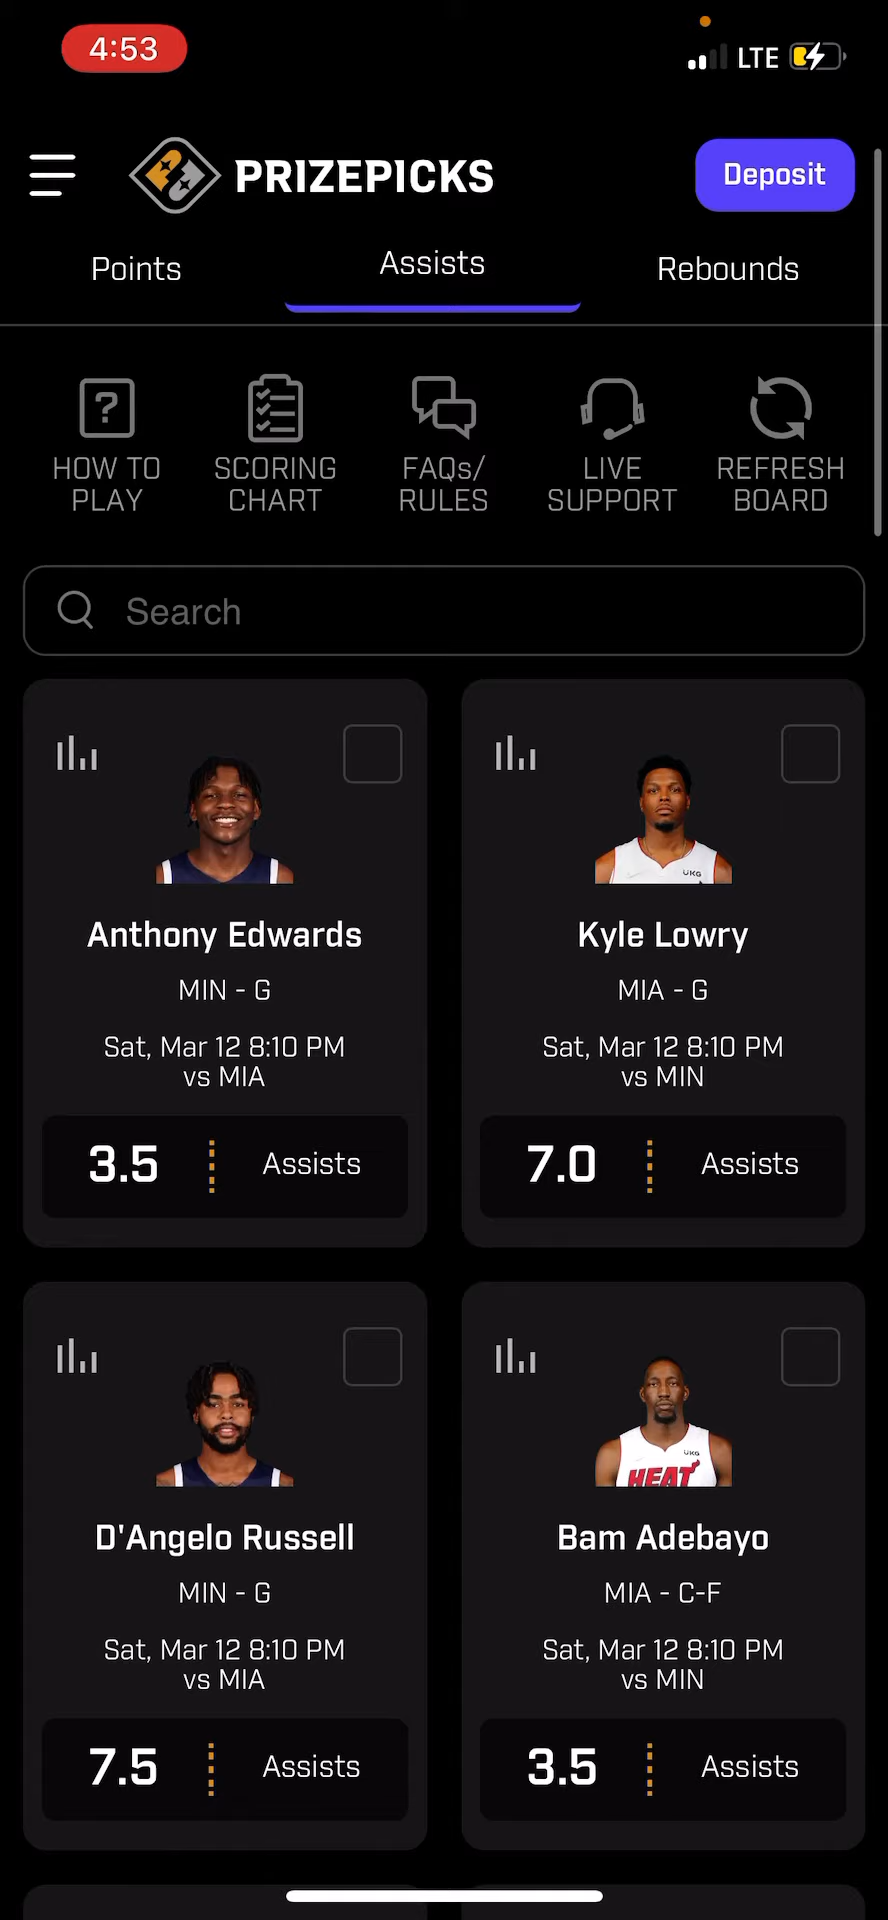 4:53
LTE
PRIZEPICKS
Deposit
Points
Assists
Rebounds
HOW TO
PLAY
SCORING
CHART
FAQs/
RULES
LIVE
SUPPORT
REFRESH
BOARD
Search
Anthony Edwards
MIN - G
Sat, Mar 12 8:10 PM
vs MIA
3.5
Assists
UKG
Kyle Lowry
MIA - G
Sat, Mar 12 8:10 PM
vs MIN
7.0
Assists
D'Angelo Russell
MIN - G
Sat, Mar 12 8:10 PM
vs MIA
7.5
Assists
UKG
HEAT
Bam Adebayo
MIA - C-F
Sat, Mar 12 8:10 PM
vs MIN
3.5
Assists